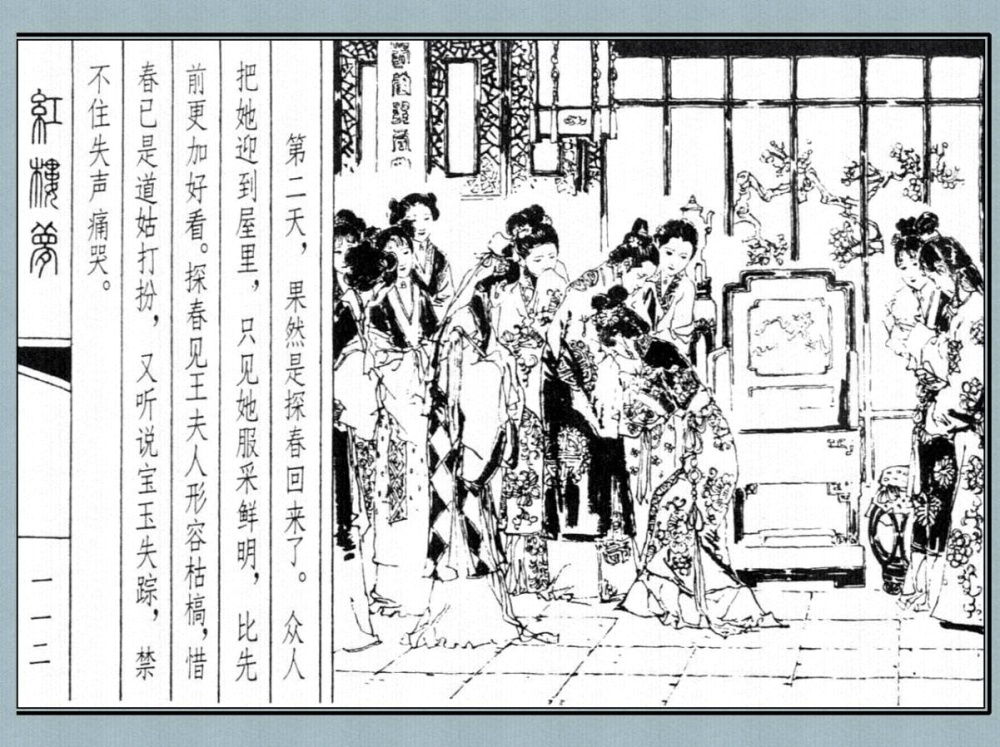 第二天，果然是探春回来了。众人
把她迎到屋里，只见她服采鲜明，比先
前更加好看。探春见王夫人形容枯槁，惜
春已是道姑打扮，又听说宝玉失踪，禁
不住失声痛哭。
紅樓夢
一一二